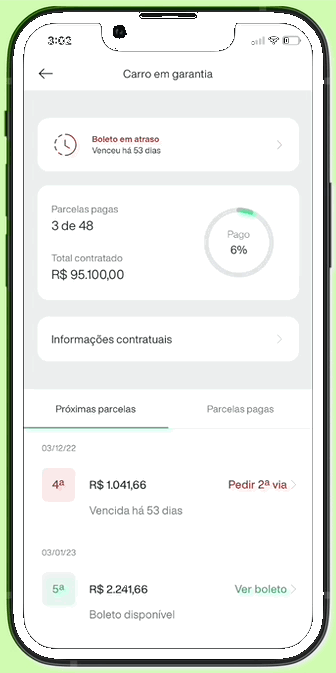 3:02
Carro em garantia
Boleto em atraso
Venceu há 53 dias
Parcelas pagas
3 de 48
Total contratado
R$ 95.100,00
Pago
6%
Informações contratuais
Próximas parcelas
Parcelas pagas
03/12/22
4ª
R$ 1.041,66
Pedir 2ª via
Vencida há 53 dias
03/01/23
5ª
R$ 2.241,66
Ver boleto
Boleto disponível